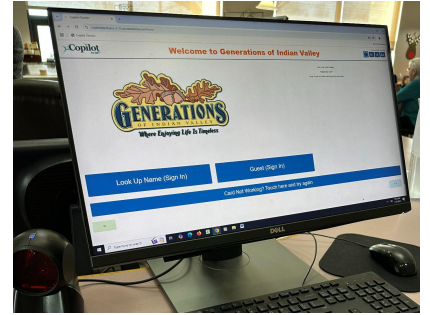 Copilot
Welcome to Generations of Indian Valley
GENERATIONS
OF INDIAN VALLEY
Where Enjoying Life Is Timeless
Look Up Name (Sign In)
Guest (Sign In)
Card Not Working? Touch here and try again
DELL